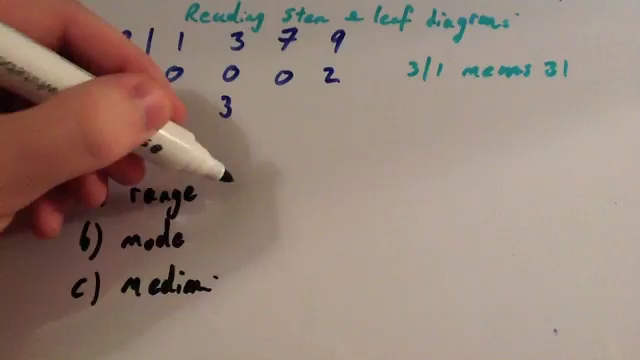 Reading stem & leaf diagrams
| 1 3 7 9
0 0 0 2
3/1 means 31
3
) range
b) mode
c) median